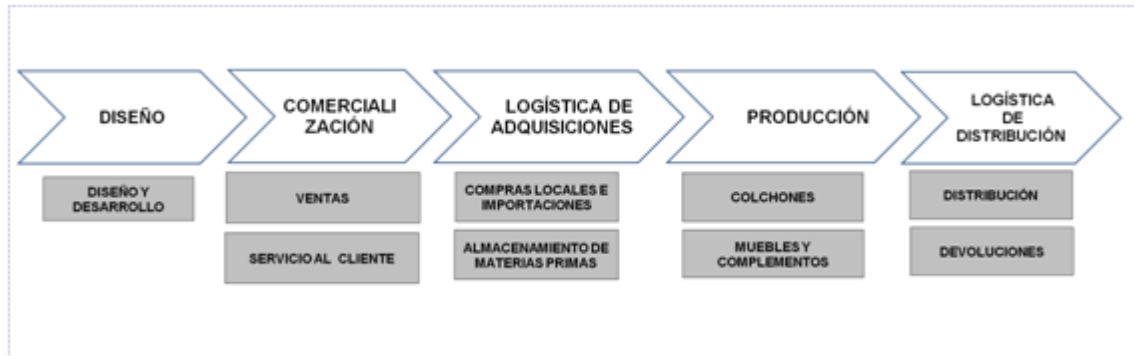 DISEÑO
COMERCIALI
ZACIÓN
LOGÍSTICA DE
ADQUISICIONES
PRODUCCIÓN
LOGÍSTICA
DE
DISTRIBUCIÓN
DISEÑO Y
DESARROLLO
VENTAS
SERVICIO AL CLIENTE
COMPRAS LOCALES E
IMPORTACIONES
ALMACENAMIENTO DE
MATERIAS PRIMAS
COLCHONES
MUEBLES Y
COMPLEMENTOS
DISTRIBUCIÓN
DEVOLUCIONES